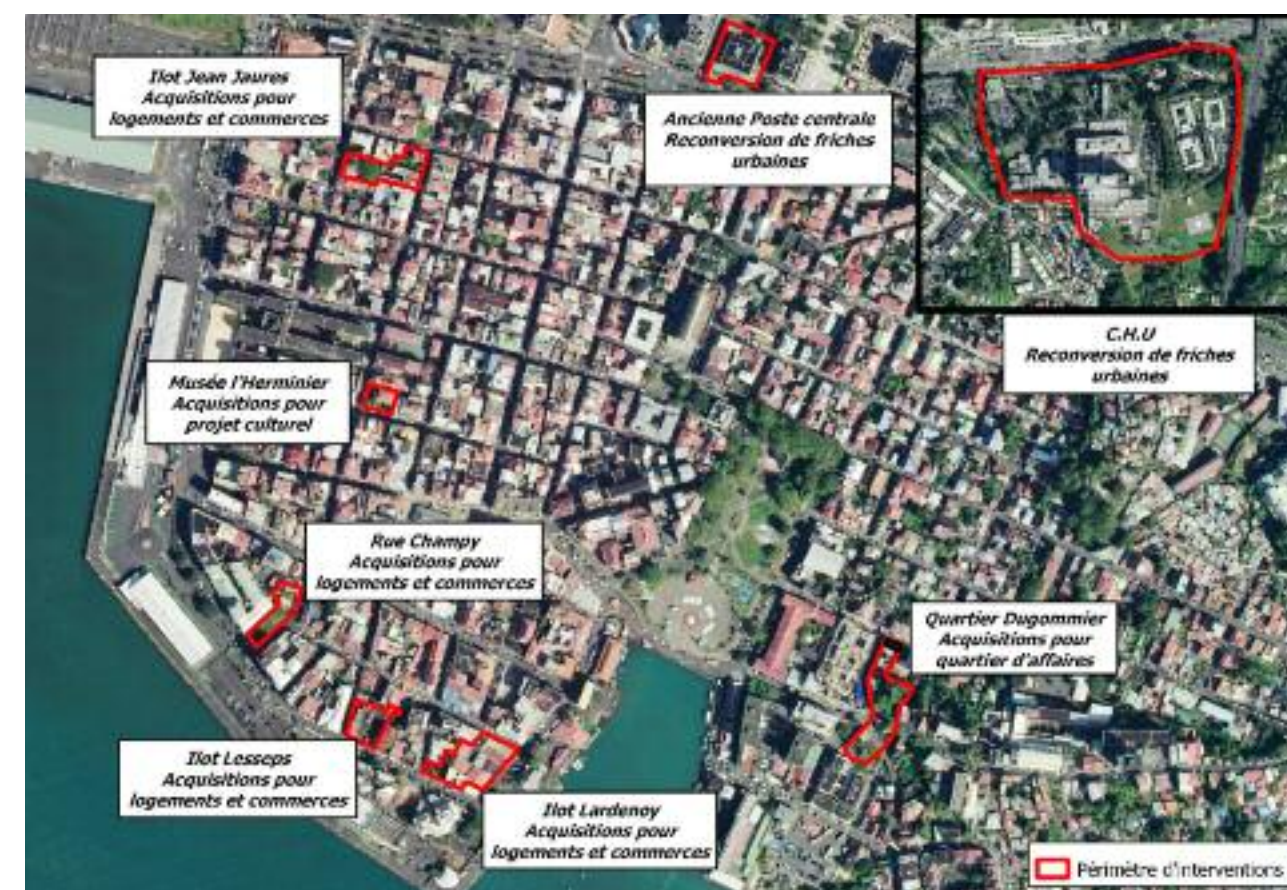 Ilot Jean Jaures
Acquisitions pour
logements et commerces
Ancienne Poste centrale
Reconversion de friches
urbaines
C.H.U
Reconversion de friches
urbaines
Musée l'Herminier
Acquisitions pour
projet culturel
Rue Champy
Acquisitions pour
logements et commerces
Quartier Dugommier
Acquisitions pour
quartier d'affaires
Ilot Lesseps
Acquisitions pour
logements et commerces
Ilot Lardenoy
Acquisitions pour
logements et commerces
Périmètre d'interventions